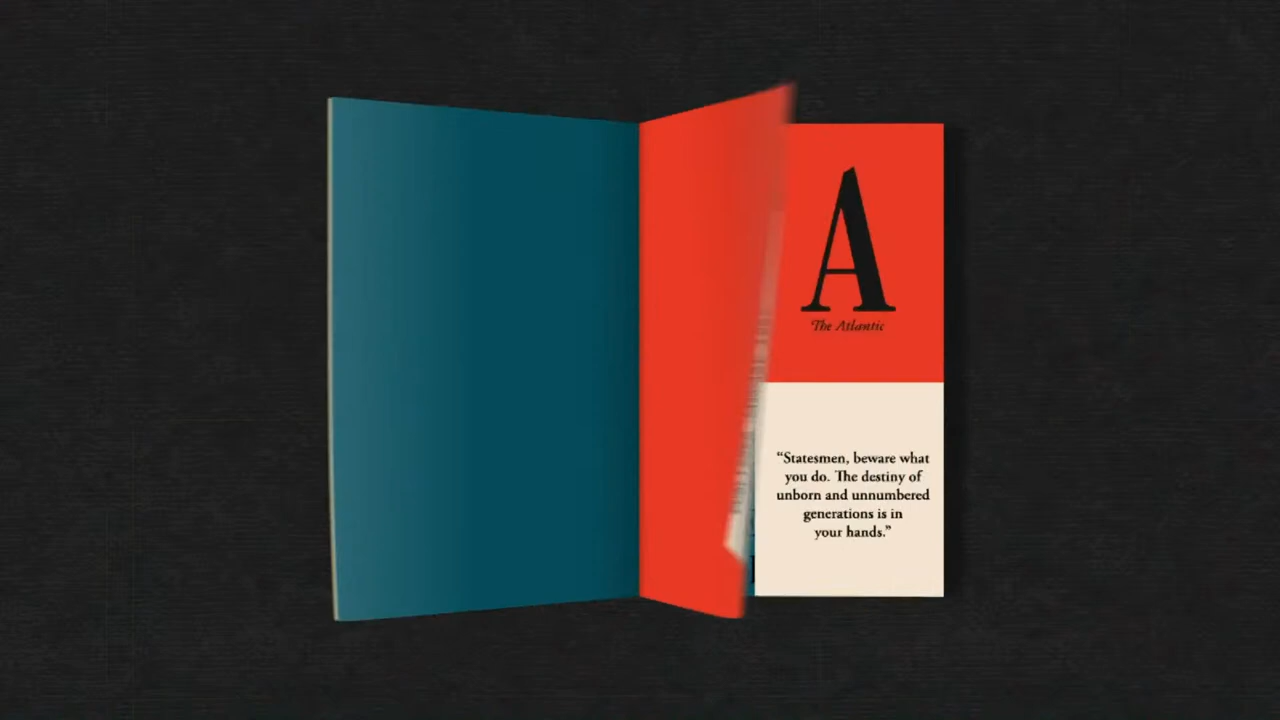 A
The Atlantic
“Statesmen, beware what
you do. The destiny of
unborn and unnumbered
generations is in
your hands.”